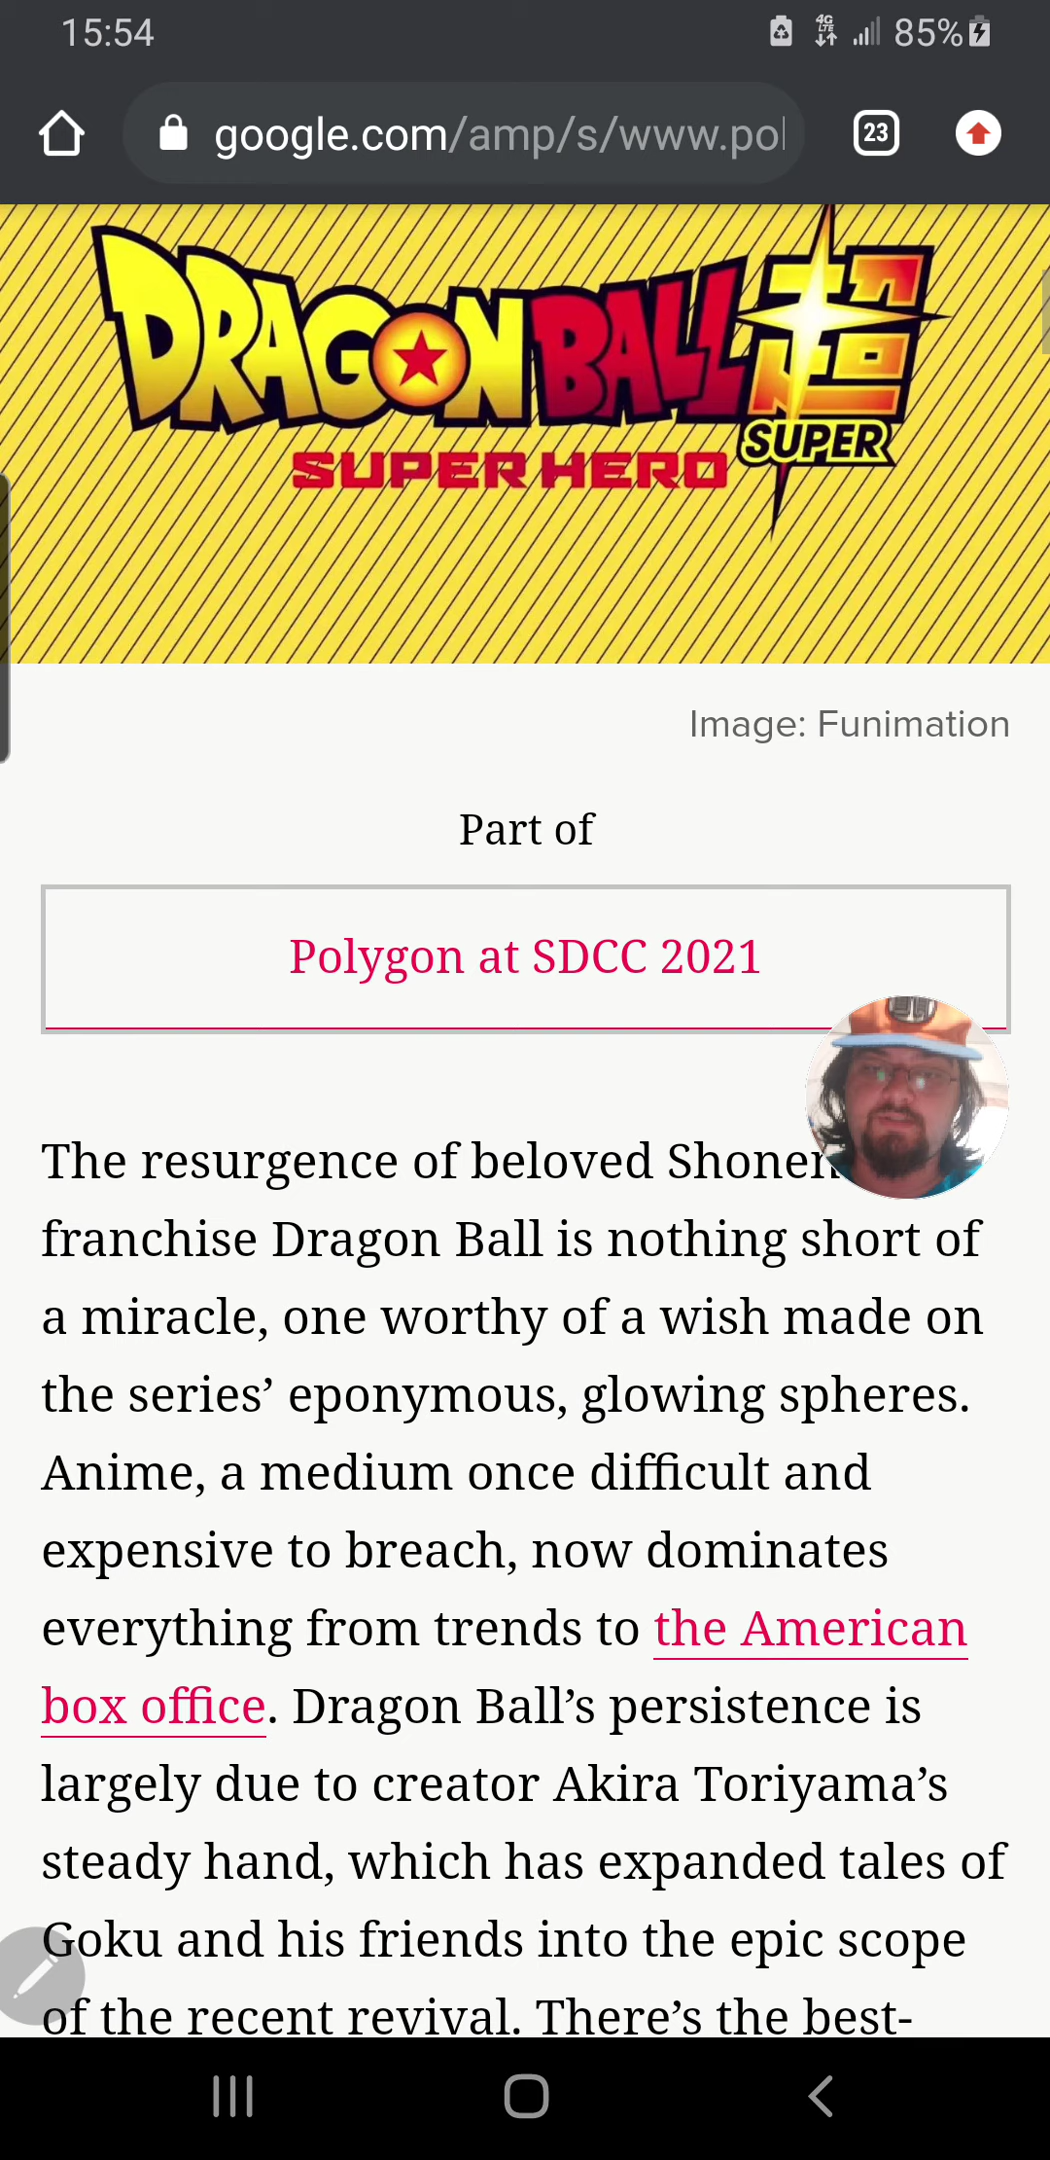 15:54
4G LTE 85%
google.com/amp/s/www.pol
23
DRAGON BALL 超
SUPER
SUPER HERO
Image: Funimation
Part of
Polygon at SDCC 2021
The resurgence of beloved Shonen
franchise Dragon Ball is nothing short of
a miracle, one worthy of a wish made on
the series’ eponymous, glowing spheres.
Anime, a medium once difficult and
expensive to breach, now dominates
everything from trends to the American
box office. Dragon Ball’s persistence is
largely due to creator Akira Toriyama’s
steady hand, which has expanded tales of
Goku and his friends into the epic scope
of the recent revival. There’s the best-